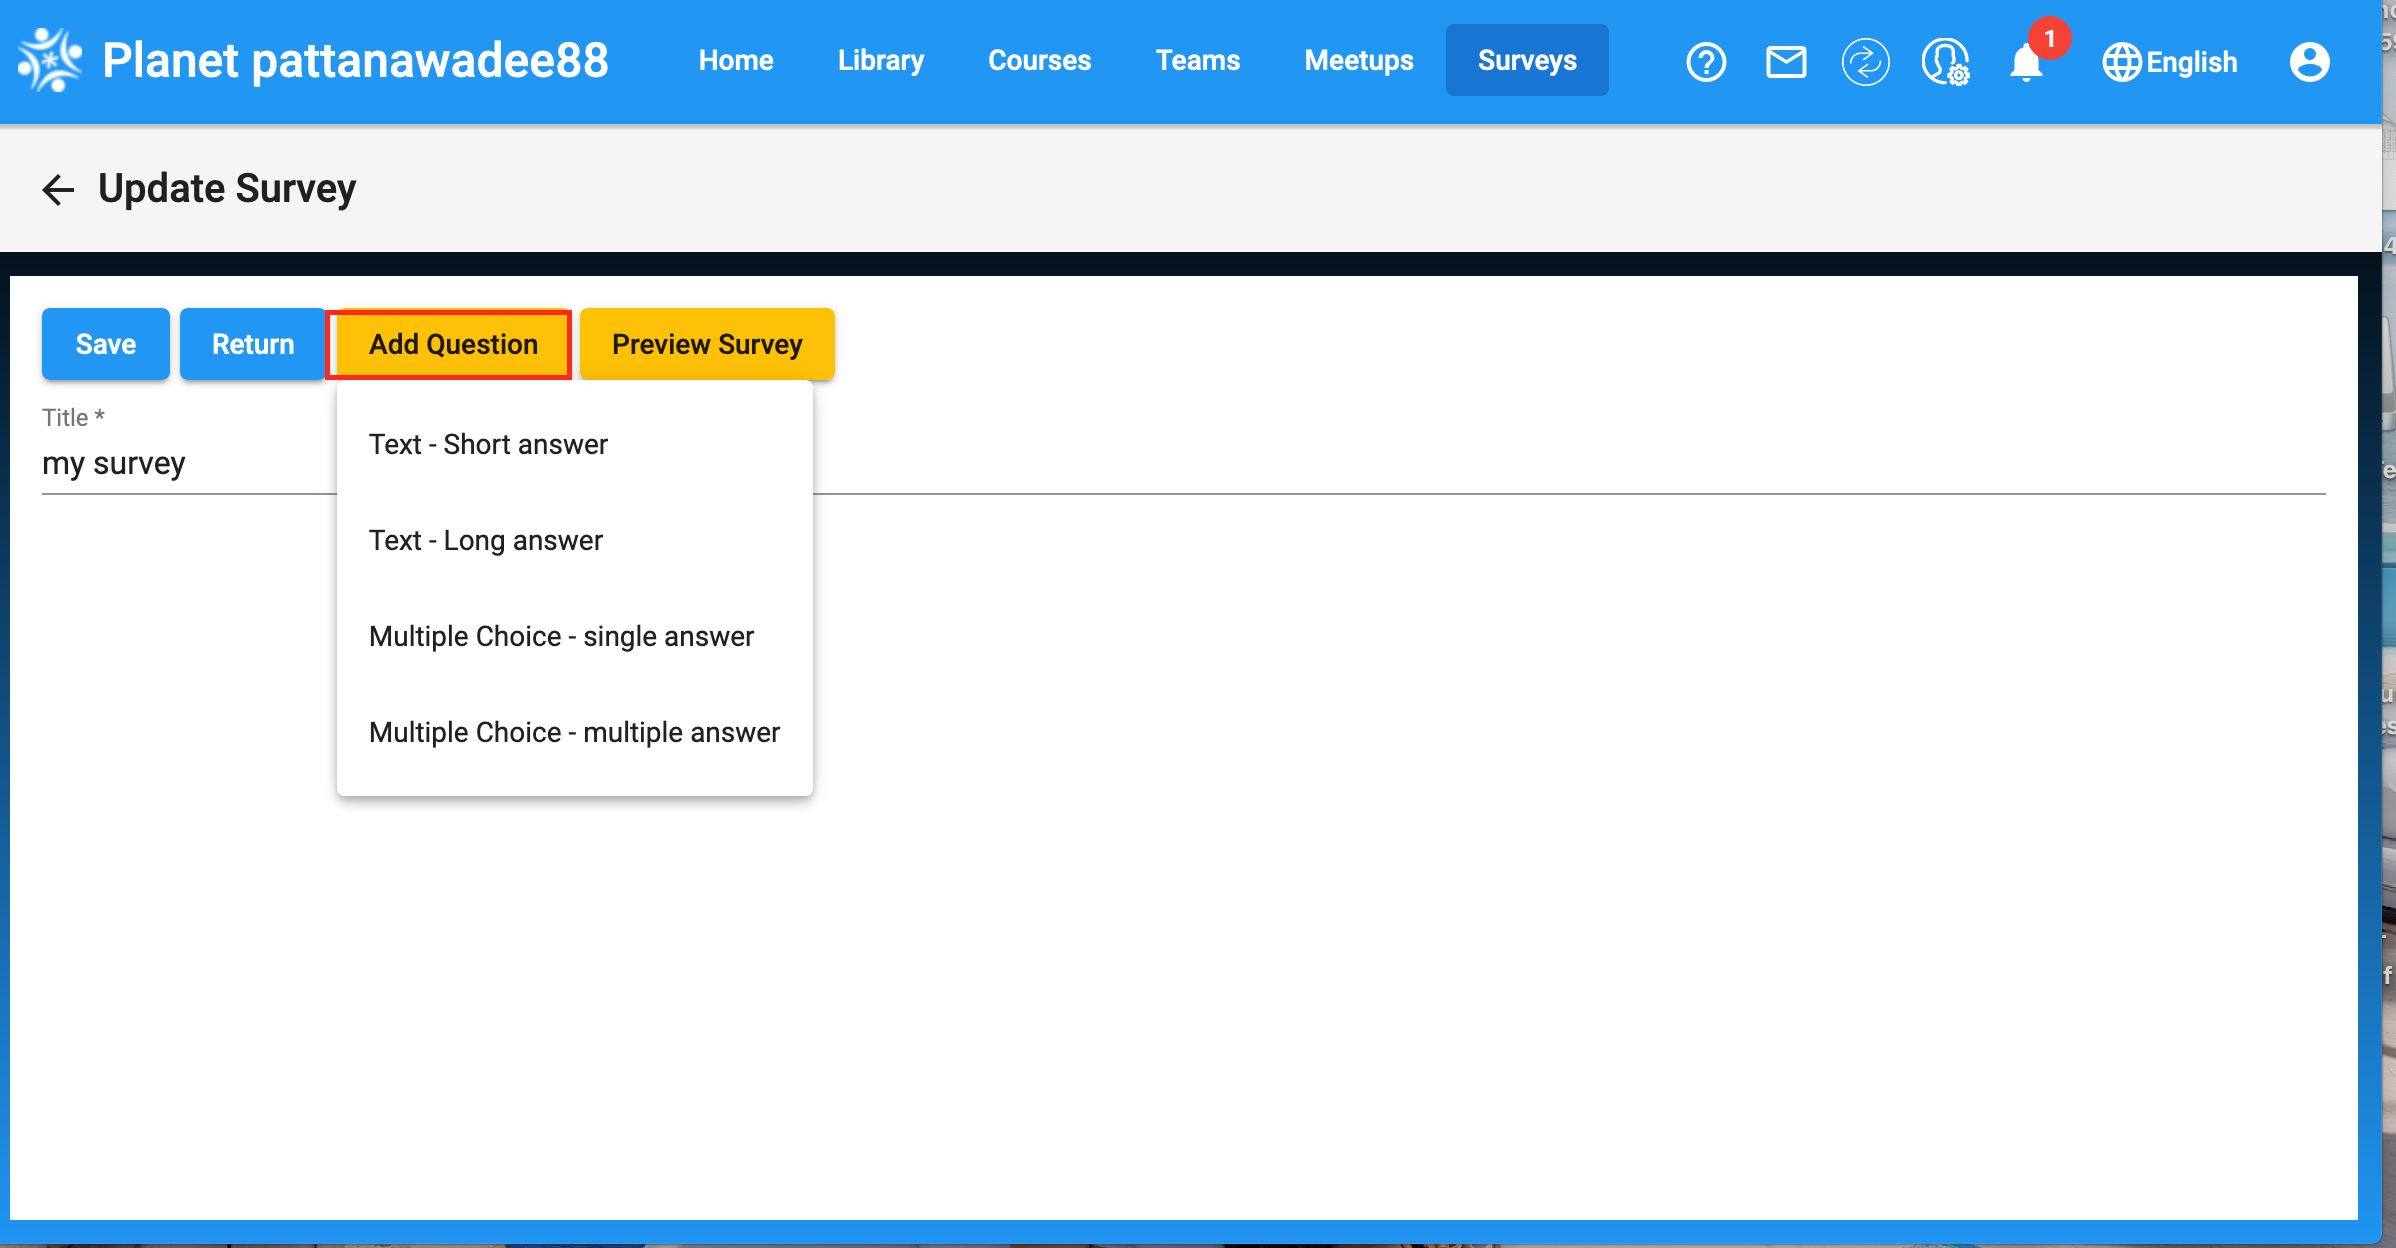 Planet pattanawadee88
Home
Library
Courses
Teams
Meetups
Surveys
1
English
Update Survey
Save
Return
Add Question
Preview Survey
Title *
my survey
Text - Short answer
Text - Long answer
Multiple Choice - single answer
Multiple Choice - multiple answer